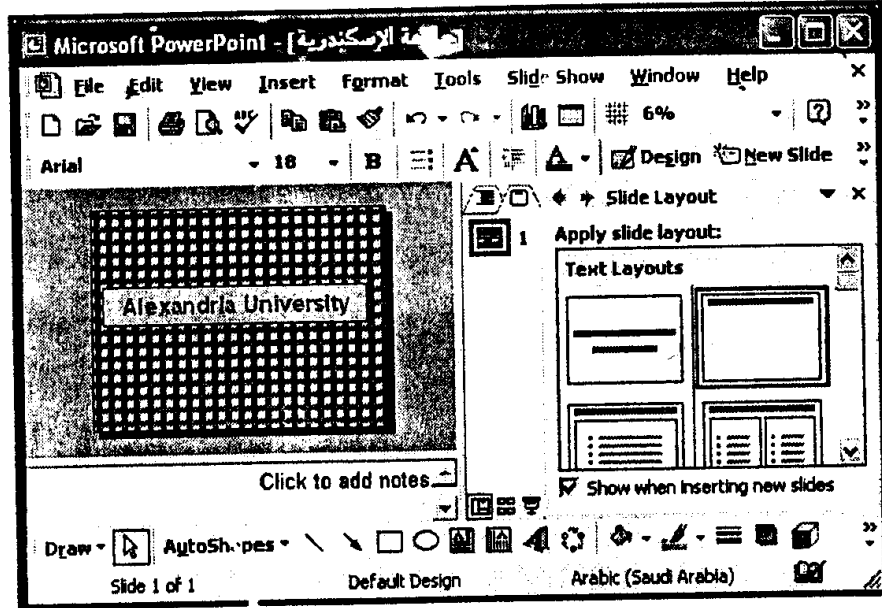 Microsoft PowerPoint - [جامعة الإسكندرية]
File Edit View Insert Format Tools Slide Show Window Help
6%
Arial 18 B A A Design New Slide
Slide Layout
1 Apply slide layout:
Text Layouts
Alexandria University
Click to add notes
Show when inserting new slides
Draw AutoShapes
Slide 1 of 1 Default Design Arabic (Saudi Arabia)